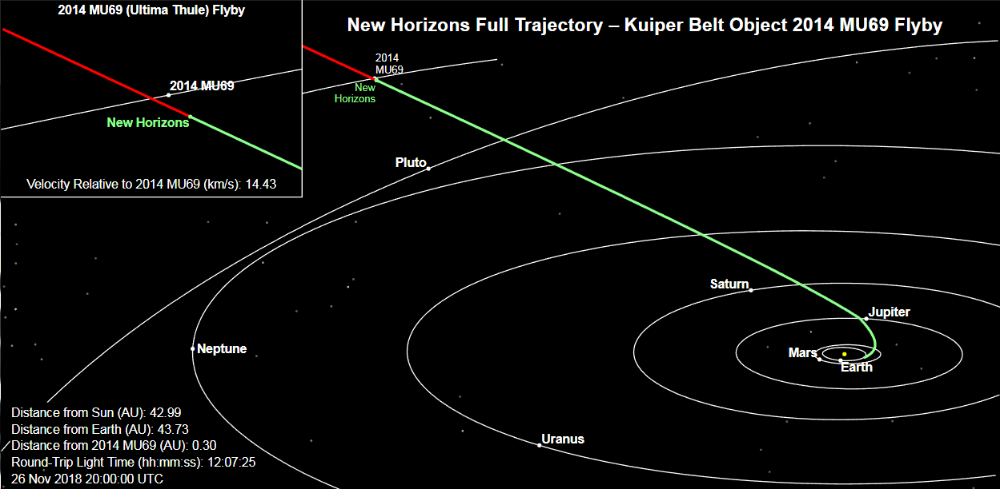 2014 MU69 (Ultima Thule) Flyby
New Horizons Full Trajectory – Kuiper Belt Object 2014 MU69 Flyby
2014
MU69
New
Horizons
2014 MU69
New Horizons
Velocity Relative to 2014 MU69 (km/s): 14.43
Pluto
Saturn
Jupiter
Neptune
Mars
Earth
Uranus
Distance from Sun (AU): 42.99
Distance from Earth (AU): 43.73
Distance from 2014 MU69 (AU): 0.30
Round-Trip Light Time (hh:mm:ss): 12:07:25
26 Nov 2018 20:00:00 UTC